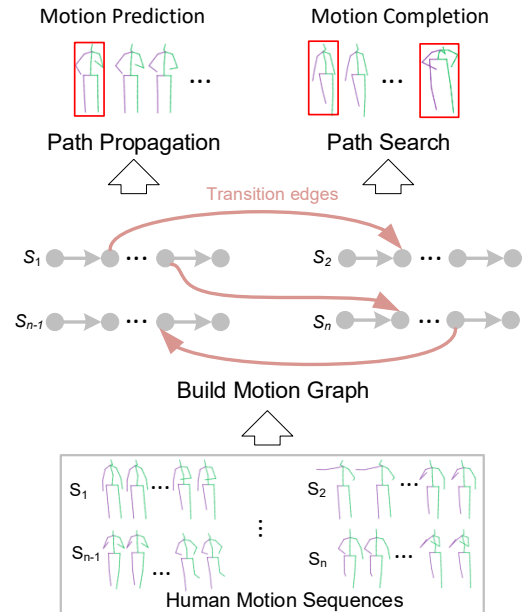 Motion Prediction
Motion Completion
...
...
Path Propagation
Path Search
Transition edges
S1 ... S2 ...
Sn-1 ... Sn ...
Build Motion Graph
S1 ... S2 ...
⋮
Sn-1 ... Sn ...
Human Motion Sequences